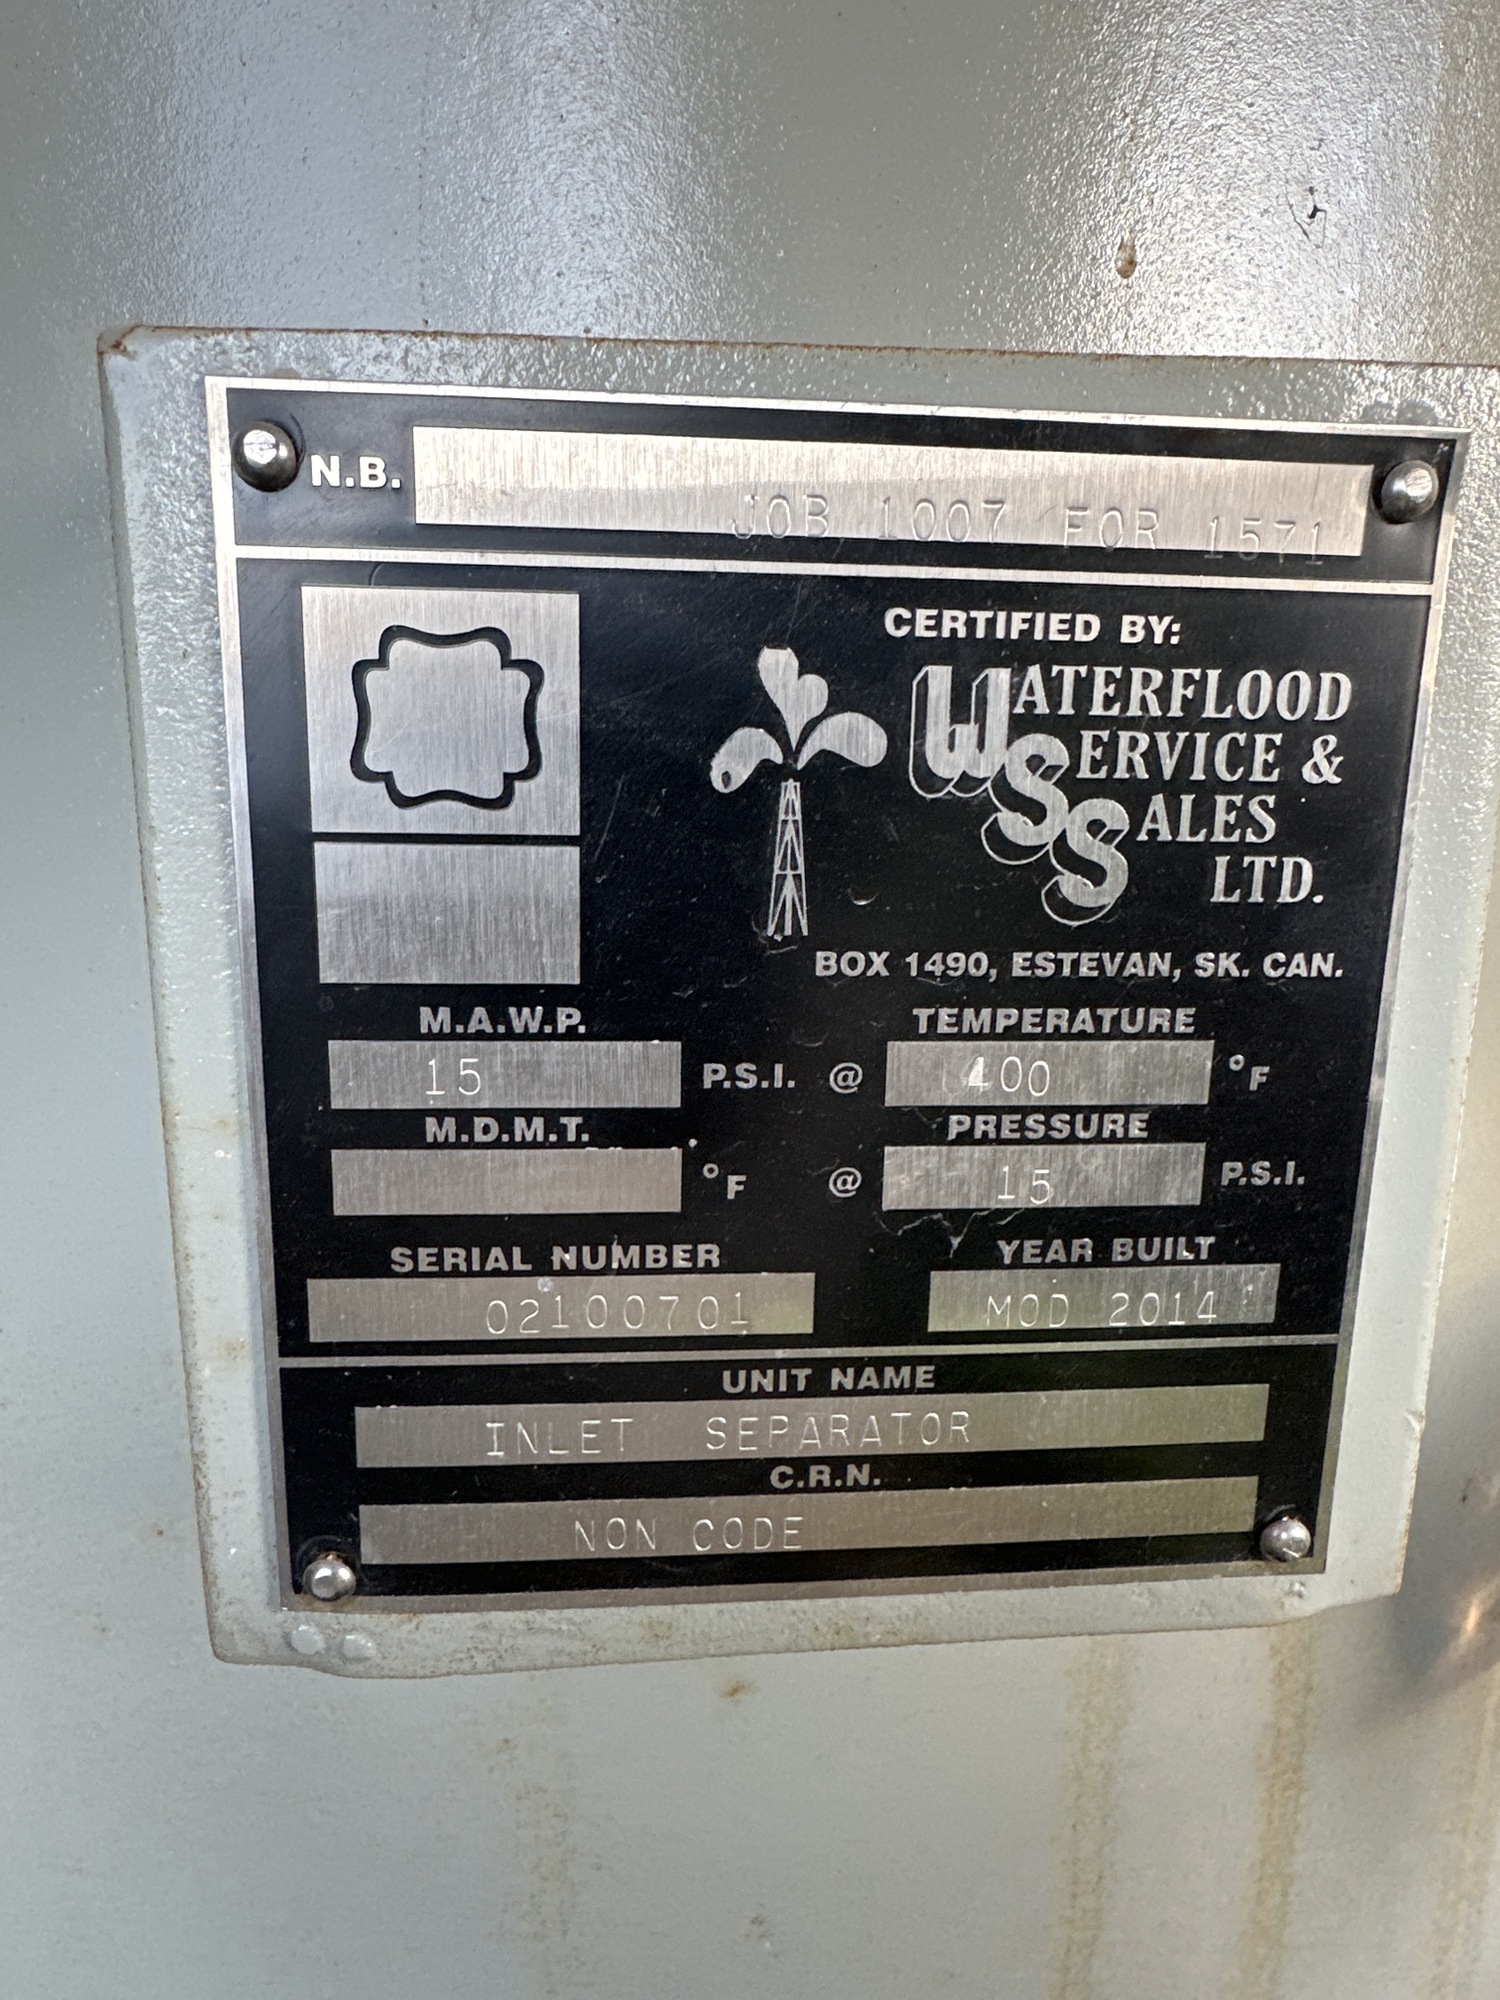 N.B. JOB 1007 FOR 1571
CERTIFIED BY:
WATERFLOOD
SERVICE &
SALES
LTD.
BOX 1490, ESTEVAN, SK. CAN.
M.A.W.P. TEMPERATURE
15 P.S.I. @ 400 °F
M.D.M.T. PRESSURE
°F @ 15 P.S.I.
SERIAL NUMBER YEAR BUILT
02100701 MOD 2014
UNIT NAME
INLET SEPARATOR
C.R.N.
NON CODE